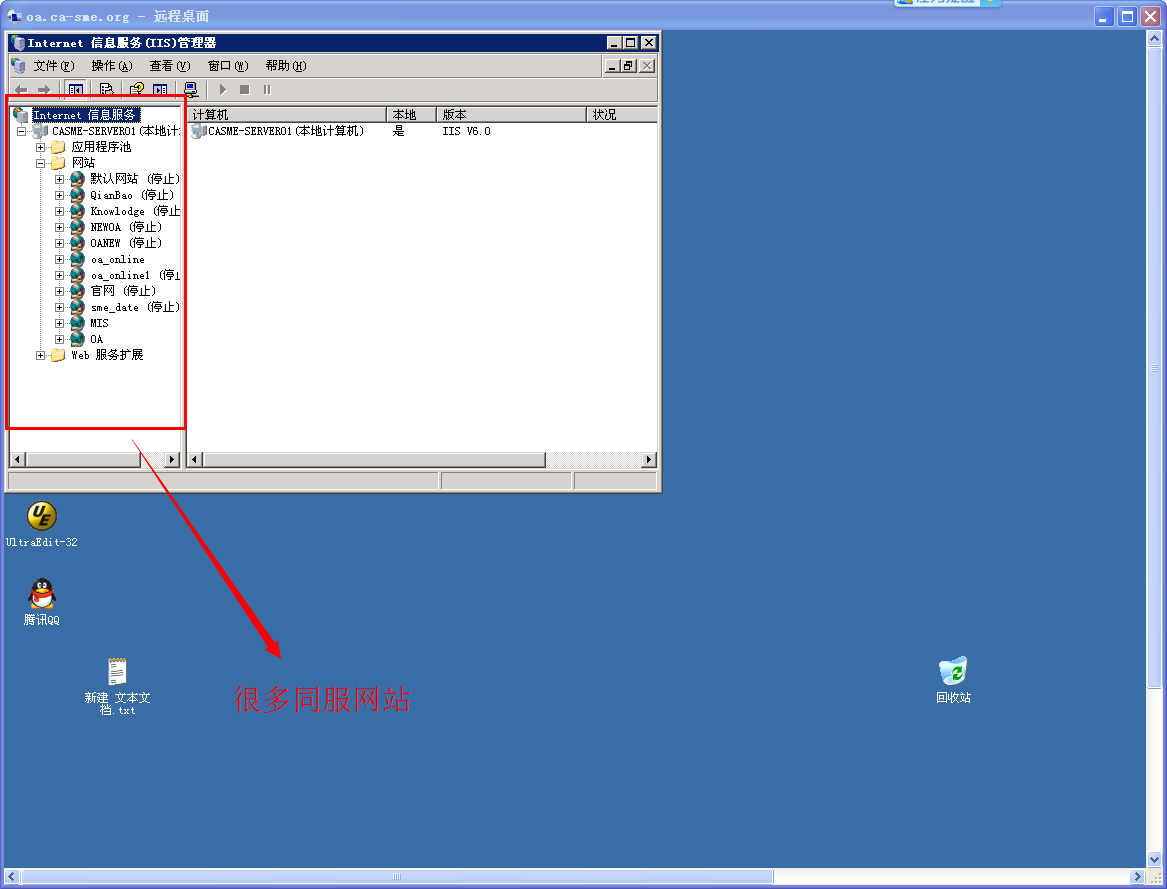 oa.ca-sme.org - 远程桌面
Internet 信息服务(IIS)管理器
文件(F) 操作(A) 查看(V) 窗口(W) 帮助(H)
Internet 信息服务
计算机 本地 版本 状况
CASME-SERVER01(本地计
CASME-SERVER01(本地计算机) 是 IIS V6.0
应用程序池
网站
默认网站 (停止)
QianBao (停止)
Knowlodge (停止
NEWOA (停止)
OANEW (停止)
oa_online
oa_online1 (停止
官网 (停止)
sme_date (停止)
MIS
OA
Web 服务扩展
UltraEdit-32
腾讯QQ
新建 文本文
档.txt
很多同服网站
回收站